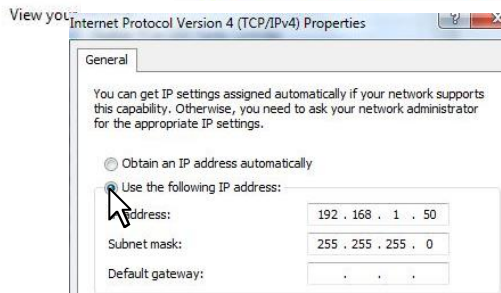 View your
Internet Protocol Version 4 (TCP/IPv4) Properties
General
You can get IP settings assigned automatically if your network supports
this capability. Otherwise, you need to ask your network administrator
for the appropriate IP settings.
Obtain an IP address automatically
Use the following IP address:
address:
192 . 168 . 1 . 50
Subnet mask:
255 . 255 . 255 . 0
Default gateway:
. . .